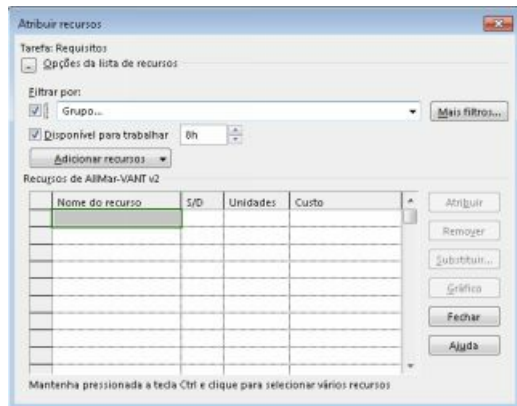 Atribuir recursos
Tarefa: Requisitos
Opções da lista de recursos
Filtrar por:
Grupo... Mais filtros...
Disponível para trabalhar 8h
Adicionar recursos
Recursos de AllMar-VANT v2
Nome do recurso S/D Unidades Custo
Atribuir
Remover
Substituir...
Gráfico
Fechar
Ajuda
Mantenha pressionada a tecla Ctrl e clique para selecionar vários recursos